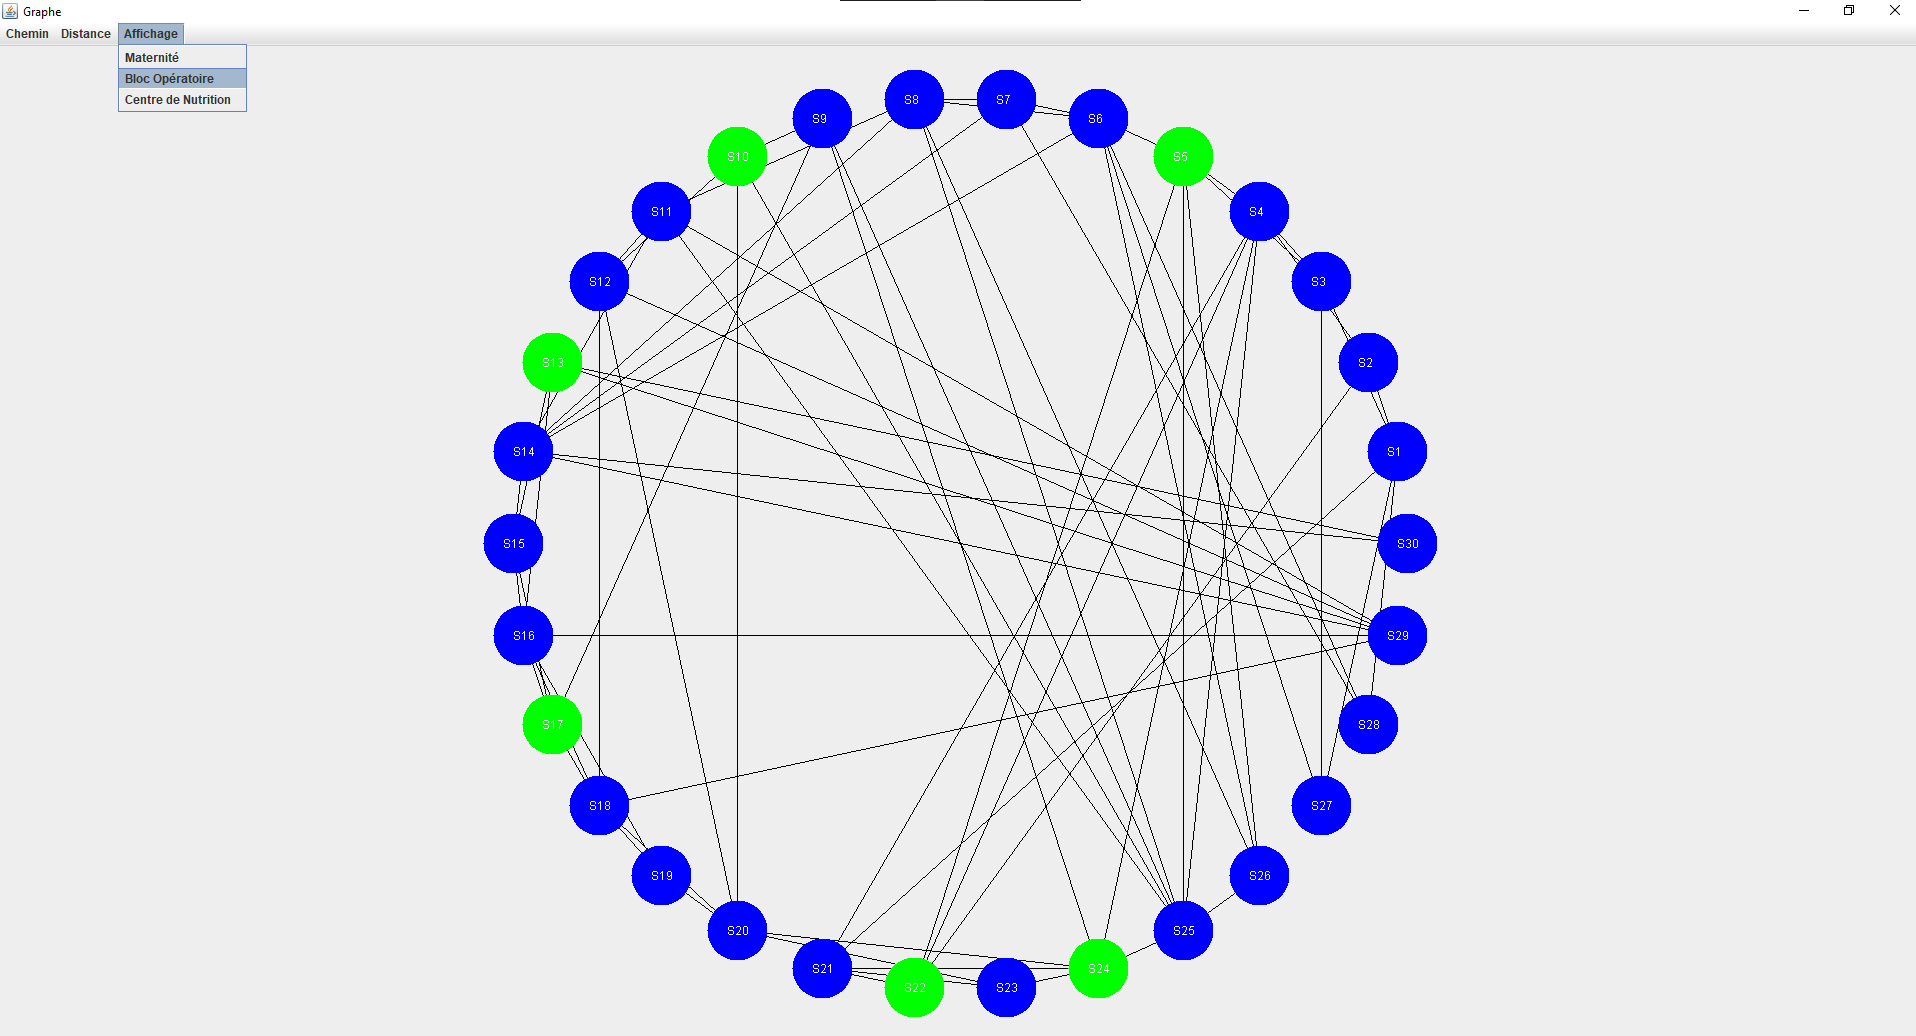 Graphe
Chemin Distance Affichage
Maternité
Bloc Opératoire
Centre de Nutrition
S8 S7
S9 S6
S10 S5
S11 S4
S12 S3
S13 S2
S14 S1
S15 S30
S16 S29
S17 S28
S18 S27
S19 S26
S20 S25
S21 S24
S22 S23